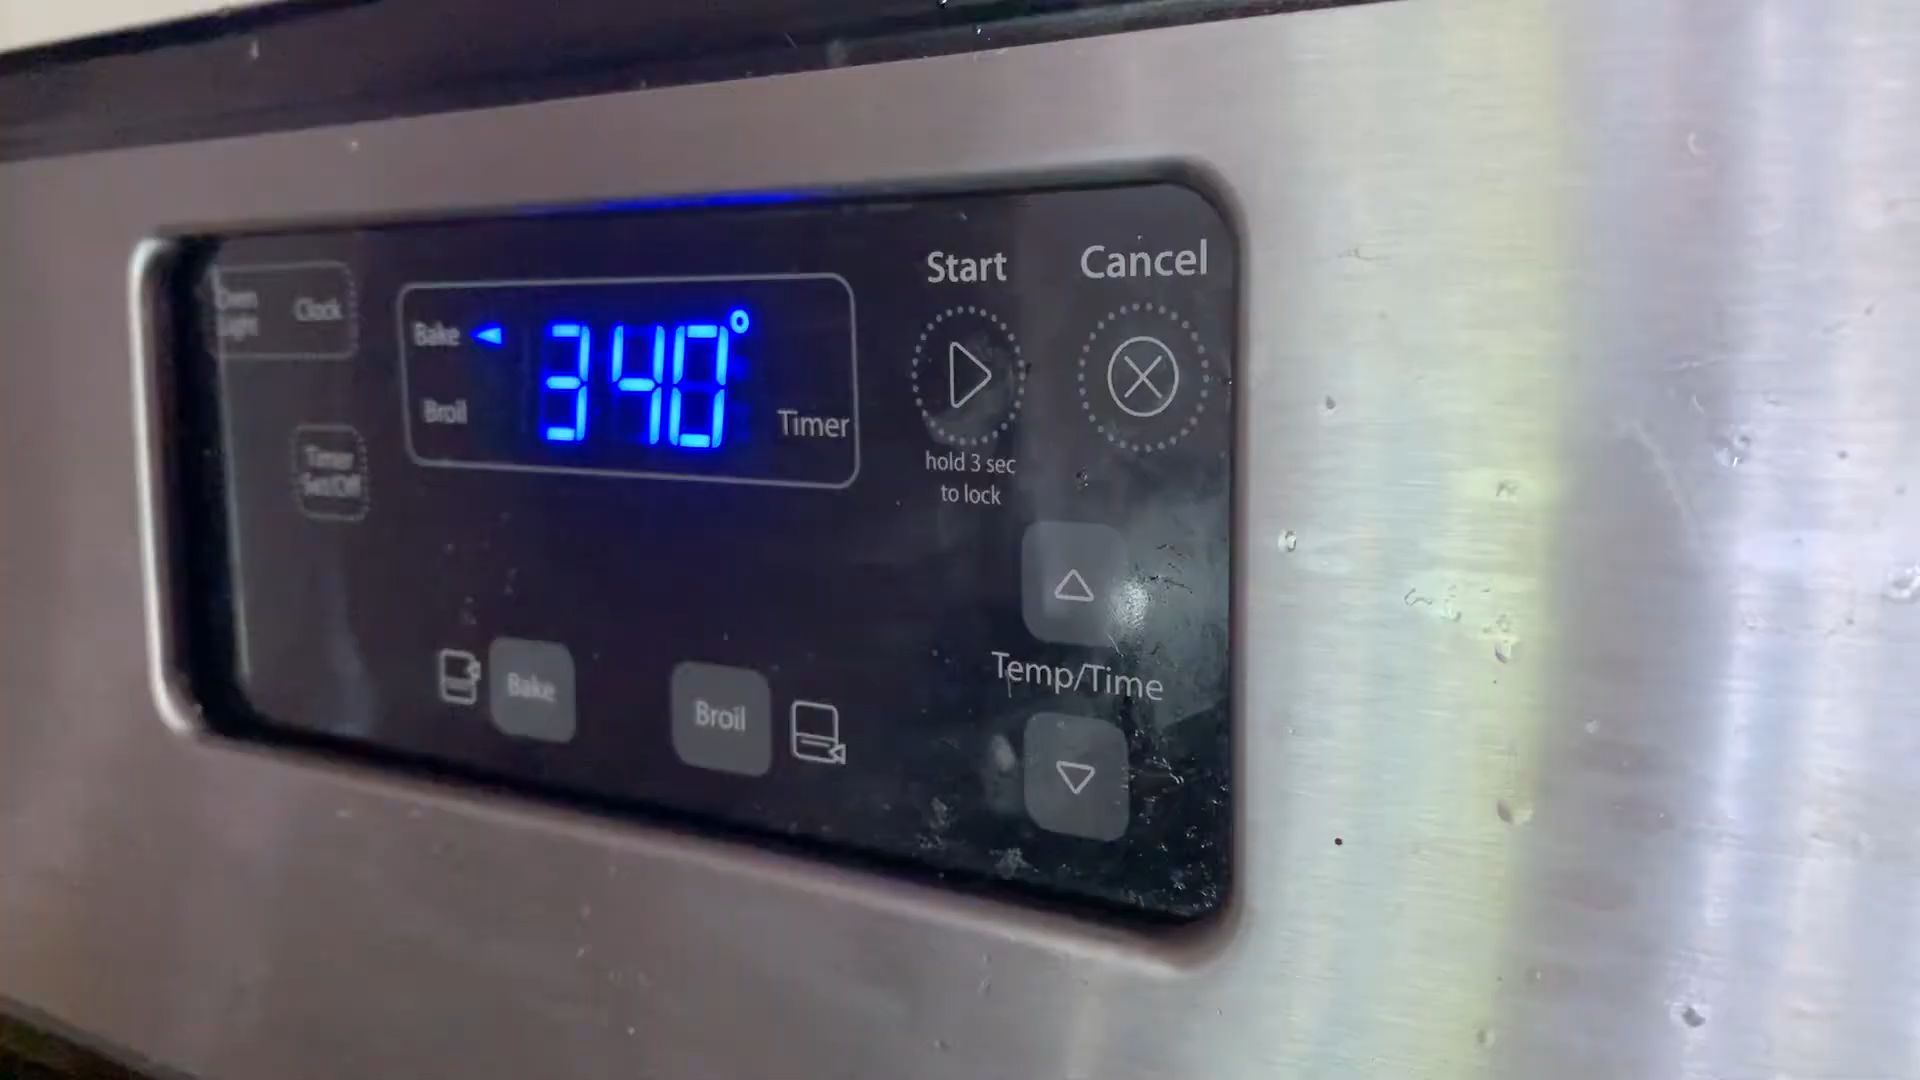 Oven
Light
Clock
Timer
Set/Off
Bake
340°
Broil
Timer
Start
hold 3 sec
to lock
Cancel
Bake
Broil
Temp/Time